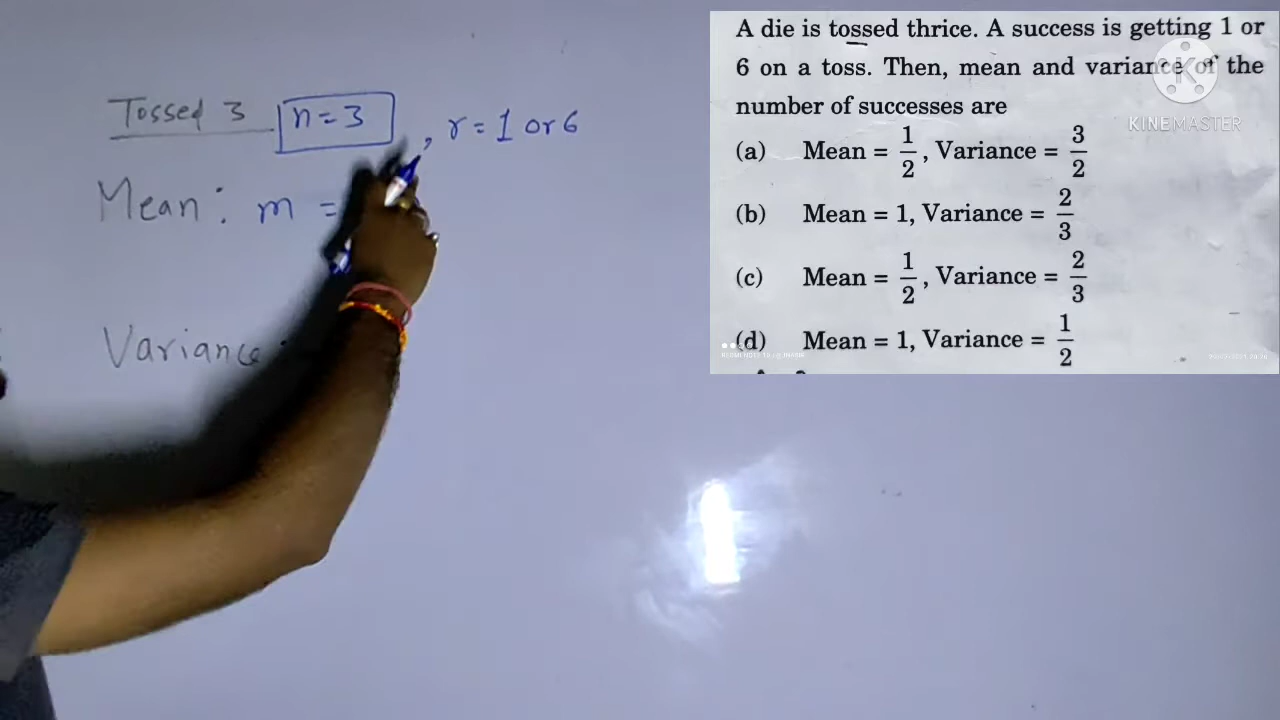 Tossed 3 n=3 , r = 1 or 6
Mean : m =
Variance :
A die is tossed thrice. A success is getting 1 or
6 on a toss. Then, mean and variance of the
number of successes are
KINEMASTER
(a) Mean = 1/2, Variance = 3/2
(b) Mean = 1, Variance = 2/3
(c) Mean = 1/2, Variance = 2/3
(d) Mean = 1, Variance = 1/2